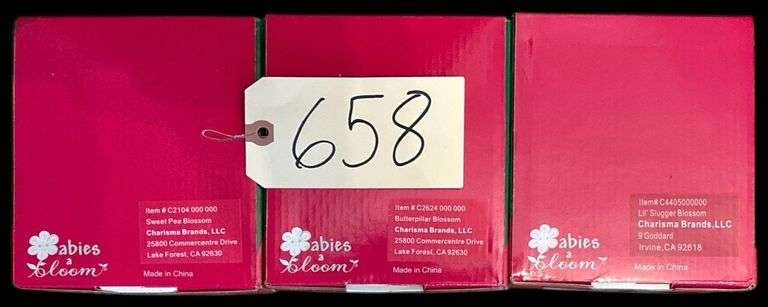 658
Item # C2104 000 000
Sweet Pea Blossom
Charisma Brands, LLC
25800 Commercentre Drive
Lake Forest, CA 92630
Babies
a
bloom
Made in China
Item # C2624 000 000
Butterpillar Blossom
Charisma Brands, LLC
25800 Commercentre Drive
Lake Forest, CA 92630
Babies
a
bloom
Made in China
Item# C4405000000
Lil' Slugger Blossom
Charisma Brands,LLC
9 Goddard
Irvine,CA 92618
Babies
a
bloom
Made in China